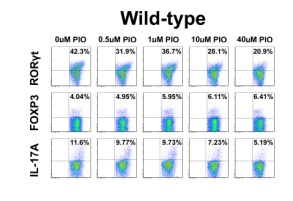 Wild-type
0uM PIO 0.5uM PIO 1uM PIO 10uM PIO 40uM PIO
RORγt 42.3% 31.9% 36.7% 28.1% 20.9%
FOXP3 4.04% 4.95% 5.95% 6.11% 6.41%
IL-17A 11.6% 9.77% 9.73% 7.23% 5.19%